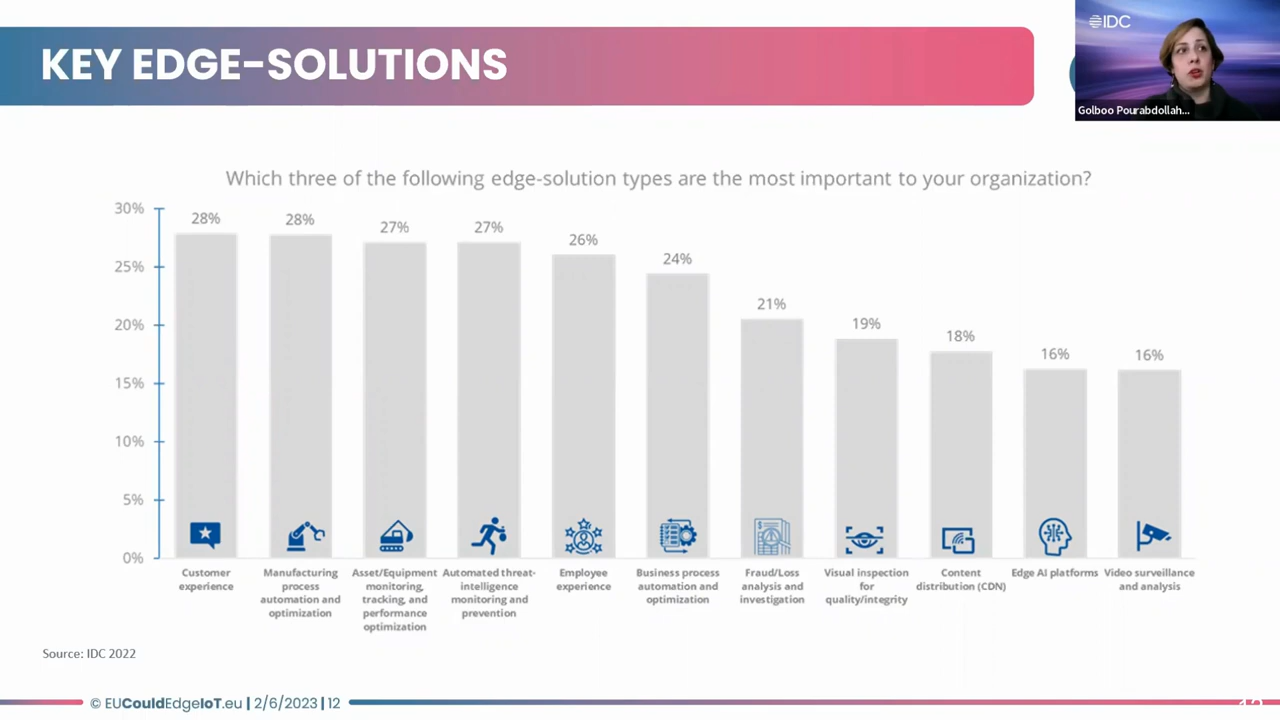 KEY EDGE-SOLUTIONS
IDC
Golboo Pourabdollah...
Which three of the following edge-solution types are the most important to your organization?
30%
25%
20%
15%
10%
5%
0%
28%
28%
27%
27%
26%
24%
21%
19%
18%
16%
16%
Customer
experience
Manufacturing
process
automation and
optimization
Asset/Equipment
monitoring,
tracking, and
performance
optimization
Automated threat-
intelligence
monitoring and
prevention
Employee
experience
Business process
automation and
optimization
Fraud/Loss
analysis and
investigation
Visual inspection
for
quality/integrity
Content
distribution (CDN)
Edge AI platforms
Video surveillance
and analysis
Source: IDC 2022
© EUCouldEdgeIoT.eu | 2/6/2023 | 12